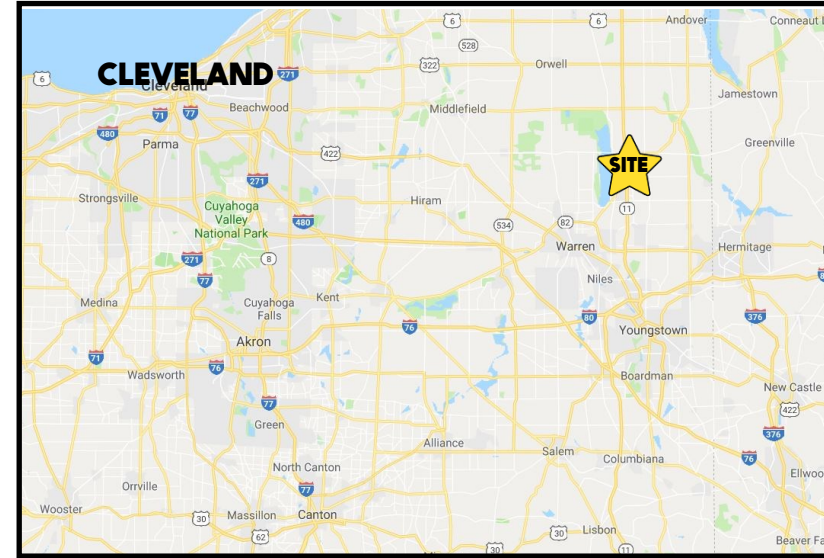 6
6
Andover
Conneaut L
528
322
Orwell
CLEVELAND
271
Cleveland
6
Jamestown
Beachwood
Middlefield
71
77
480
Parma
Greenville
422
SITE
271
Strongsville
Hiram
Cuyahoga
Valley
National Park
11
480
534
82
Warren
Hermitage
271
8
77
Niles
Medina
Cuyahoga
Falls
Kent
76
80
376
Youngstown
Akron
71
76
Wadsworth
Boardman
New Castle
77
422
Green
376
Alliance
Salem
Columbiana
76
North Canton
Ellwoo
Orrville
77
Wooster
30
Massillon
Canton
62
30
Lisbon
30
11
Beaver Fa